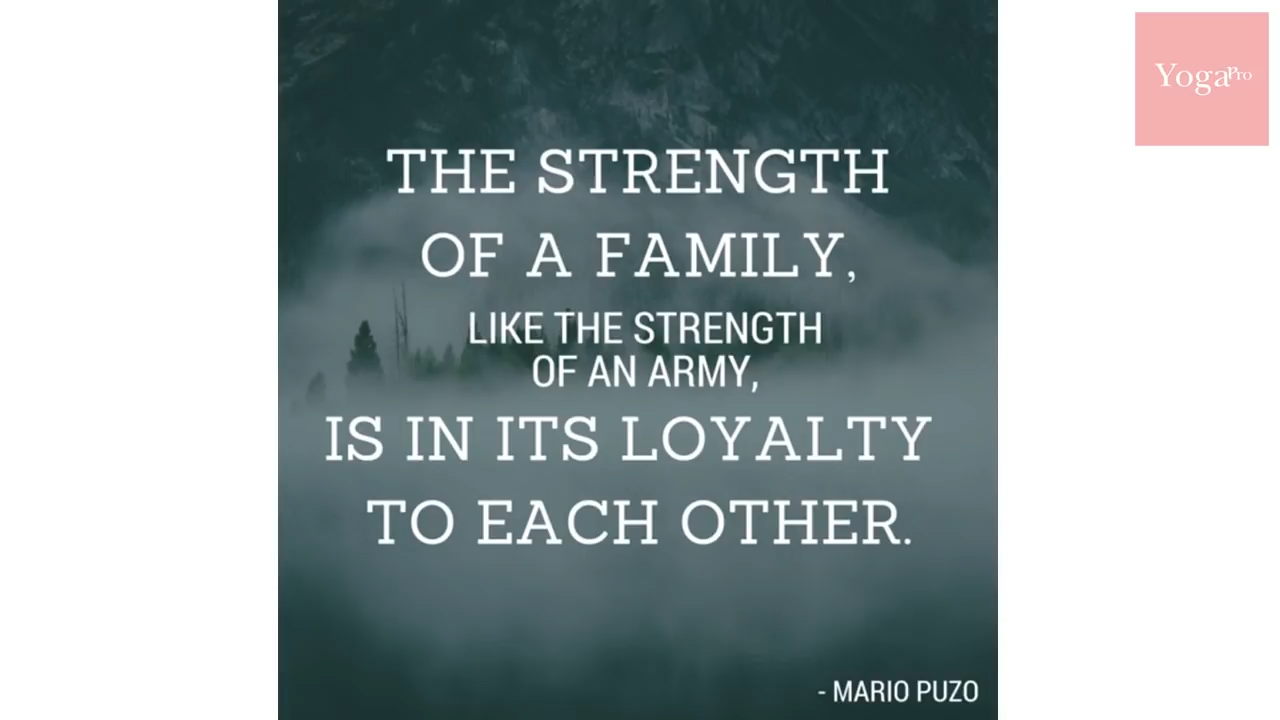 THE STRENGTH
OF A FAMILY,
LIKE THE STRENGTH
OF AN ARMY,
IS IN ITS LOYALTY
TO EACH OTHER.
- MARIO PUZO
YogaPro